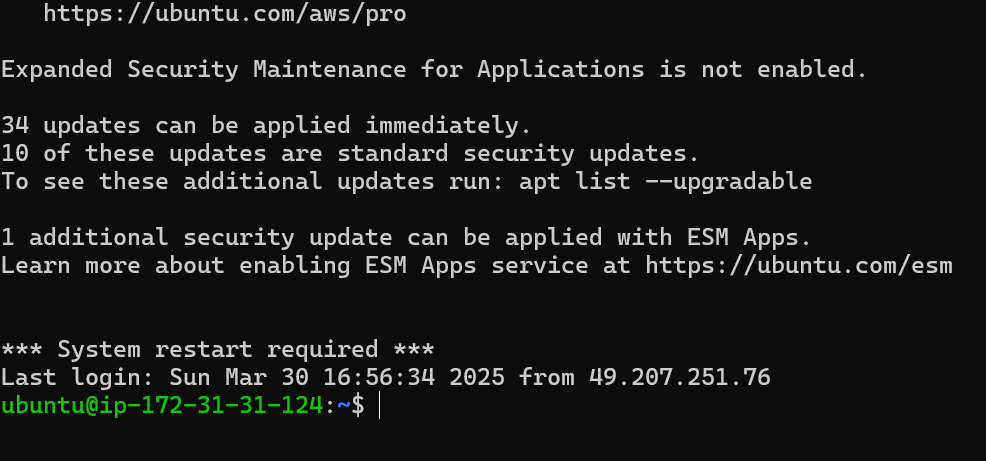 https://ubuntu.com/aws/pro
Expanded Security Maintenance for Applications is not enabled.
34 updates can be applied immediately.
10 of these updates are standard security updates.
To see these additional updates run: apt list --upgradable
1 additional security update can be applied with ESM Apps.
Learn more about enabling ESM Apps service at https://ubuntu.com/esm
*** System restart required ***
Last login: Sun Mar 30 16:56:34 2025 from 49.207.251.76
ubuntu@ip-172-31-31-124:~$